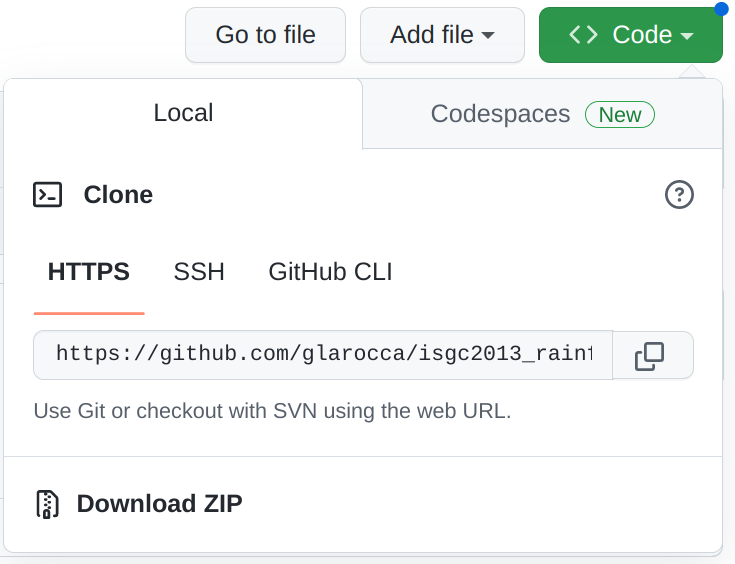 Go to file Add file <> Code
Local Codespaces New
Clone
HTTPS SSH GitHub CLI
https://github.com/glarocca/isgc2013_rain
Use Git or checkout with SVN using the web URL.
Download ZIP